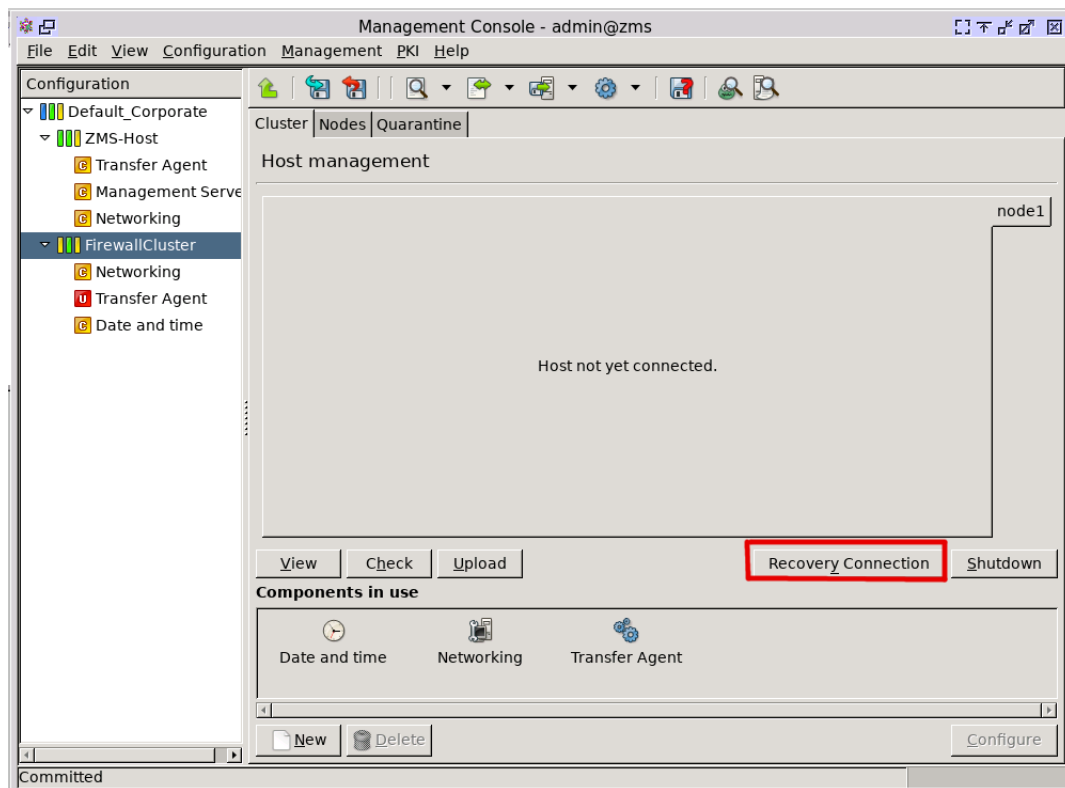 Management Console - admin@zms
File Edit View Configuration Management PKI Help
Configuration
Default_Corporate
ZMS-Host
Transfer Agent
Management Serve
Networking
FirewallCluster
Networking
Transfer Agent
Date and time
Cluster Nodes Quarantine
Host management
node1
Host not yet connected.
View Check Upload Recovery Connection Shutdown
Components in use
Date and time Networking Transfer Agent
New Delete Configure
Committed